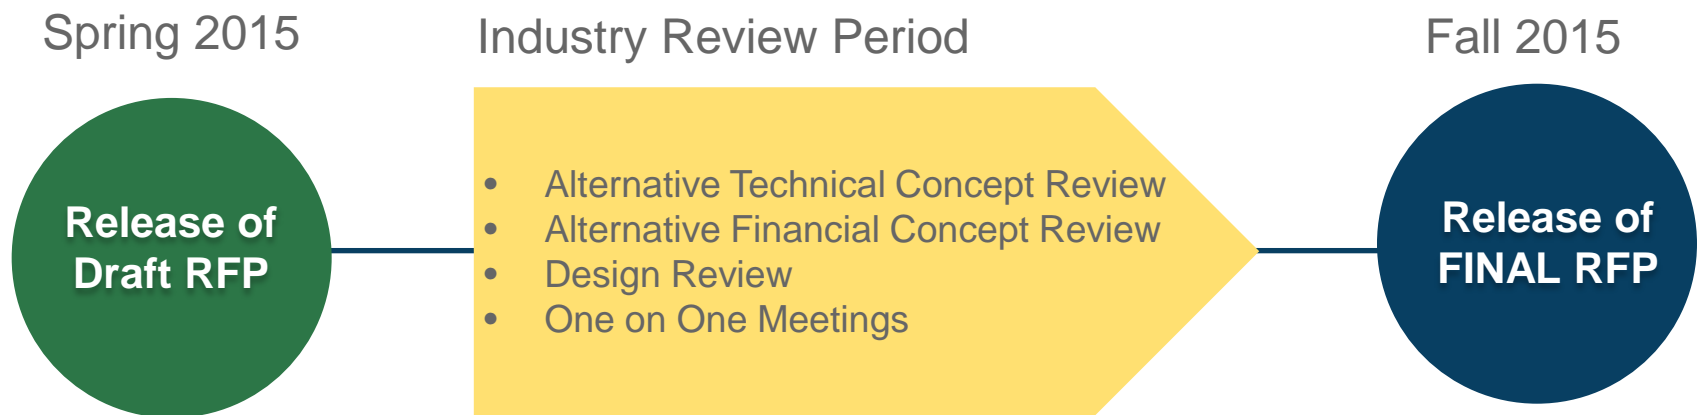 Spring 2015
Industry Review Period
Fall 2015
Release of
Draft RFP
• Alternative Technical Concept Review
• Alternative Financial Concept Review
• Design Review
• One on One Meetings
Release of
FINAL RFP